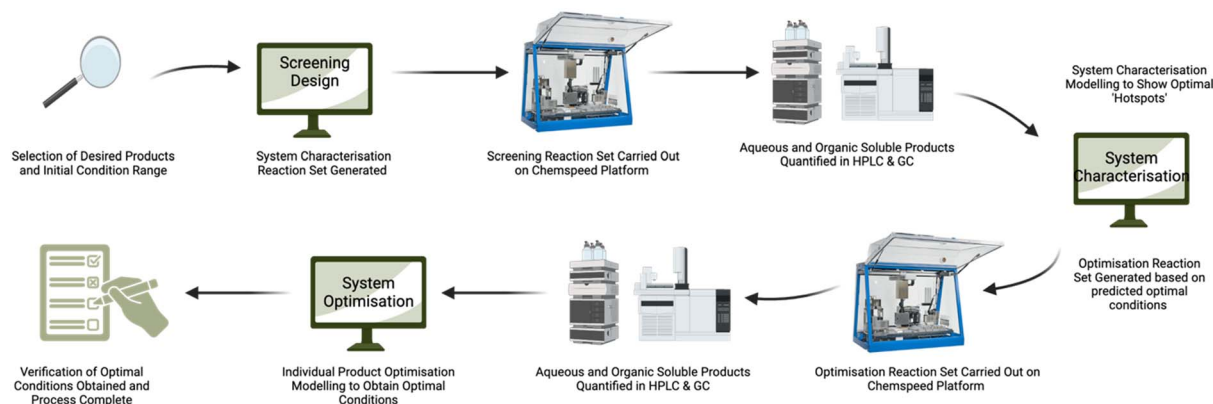 Screening
Design
Selection of Desired Products
and Initial Condition Range
System Characterisation
Reaction Set Generated
Screening Reaction Set Carried Out
on Chemspeed Platform
Aqueous and Organic Soluble Products
Quantified in HPLC & GC
System Characterisation
Modelling to Show Optimal
'Hotspots'
System
Characterisation
Optimisation Reaction
Set Generated based on
predicted optimal
conditions
Optimisation Reaction Set Carried Out on
Chemspeed Platform
Aqueous and Organic Soluble Products
Quantified in HPLC & GC
System
Optimisation
Individual Product Optimisation
Modelling to Obtain Optimal
Conditions
Verification of Optimal
Conditions Obtained and
Process Complete